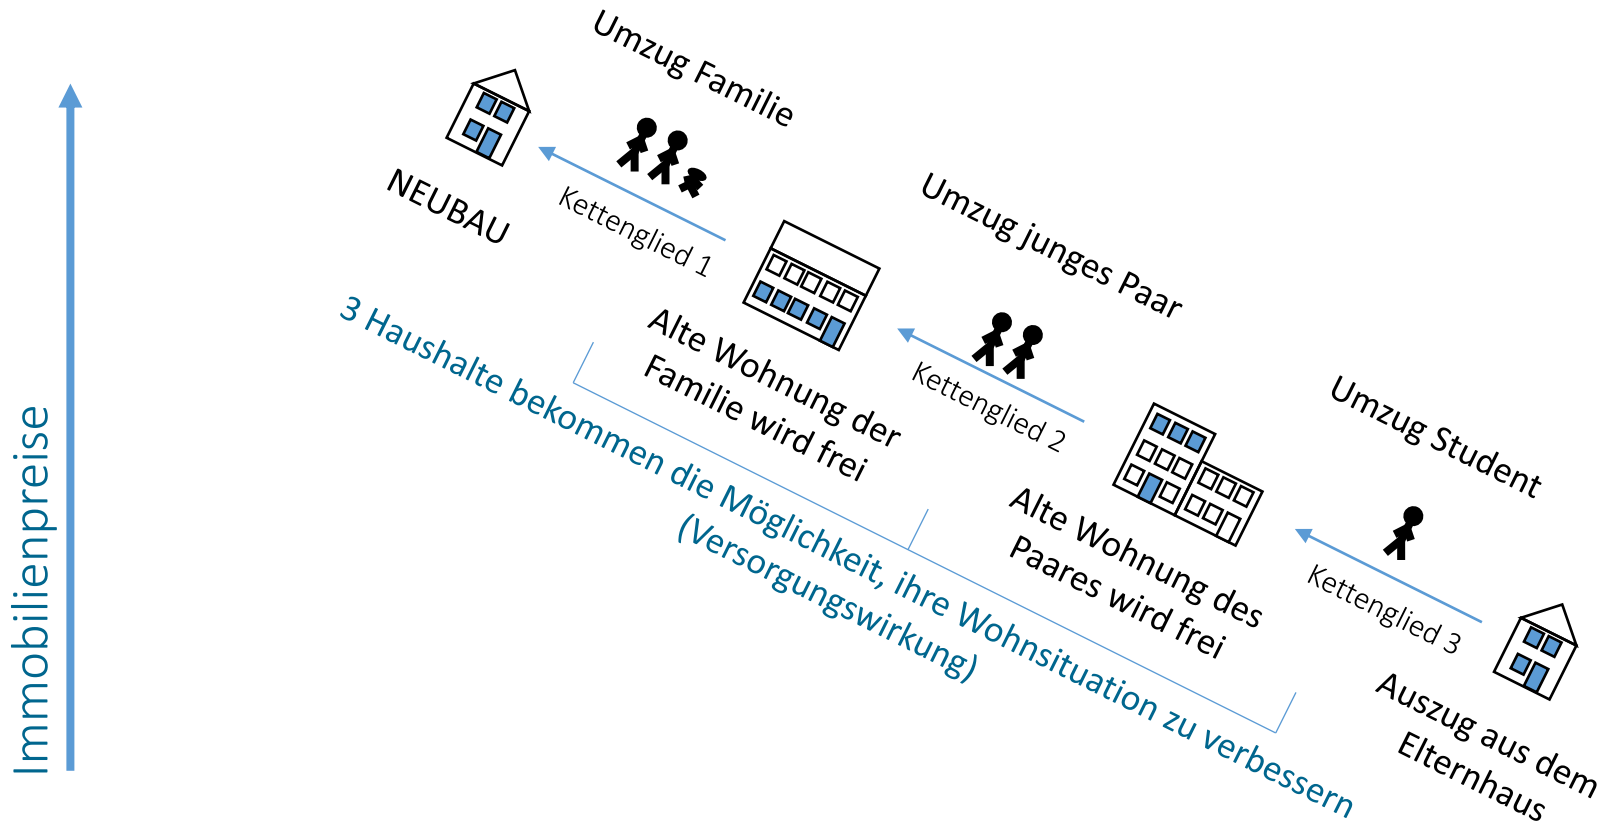 Immobilienpreise
Umzug Familie
NEUBAU
Kettenglied 1
Umzug junges Paar
Alte Wohnung der
Familie wird frei
Kettenglied 2
Umzug Student
Alte Wohnung des
Paares wird frei
Kettenglied 3
Auszug aus dem
Elternhaus
3 Haushalte bekommen die Möglichkeit, ihre Wohnsituation zu verbessern
(Versorgungswirkung)